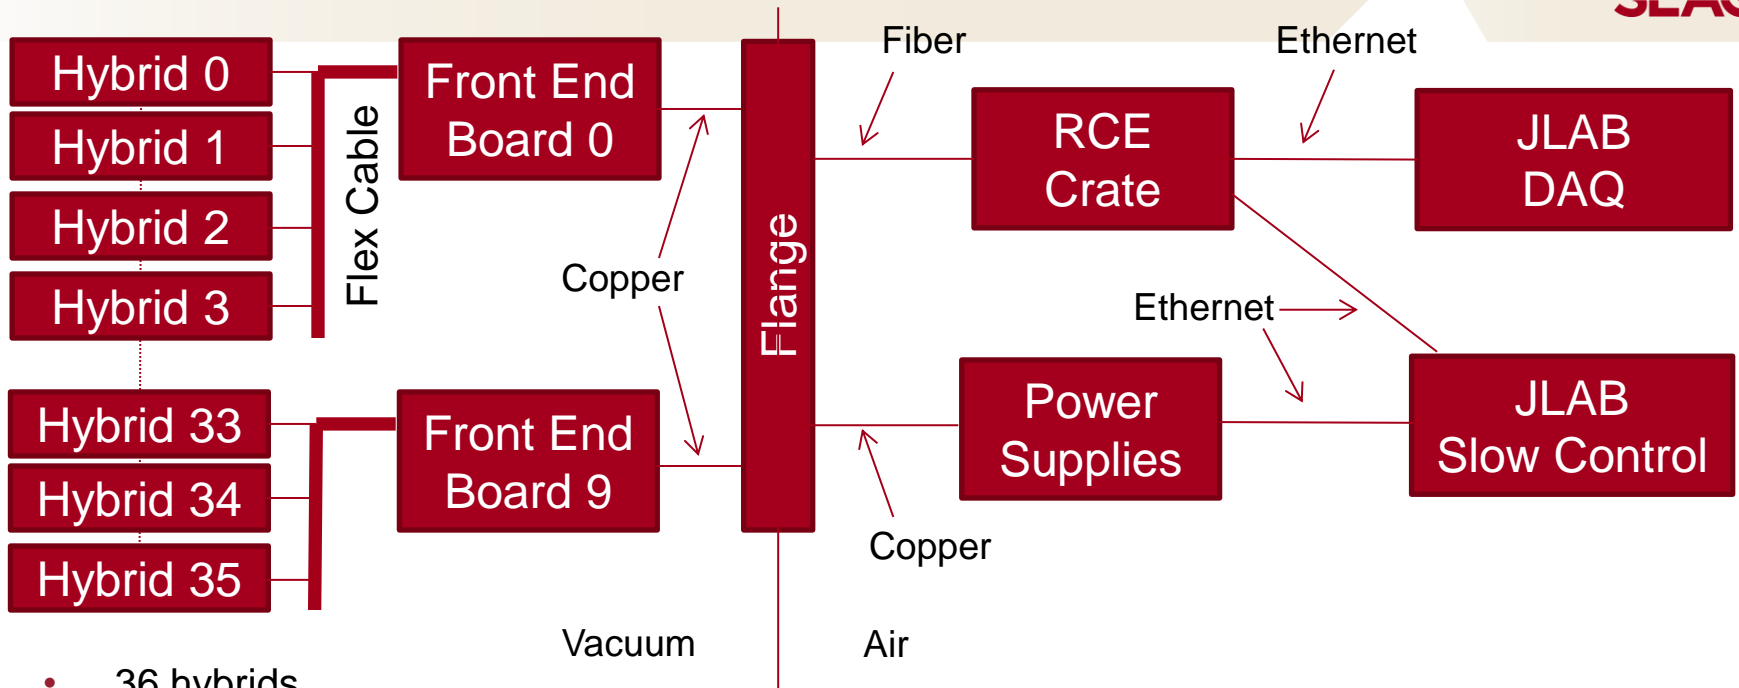 SLAC
Fiber
Ethernet
Hybrid 0
Hybrid 1
Hybrid 2
Hybrid 3
Flex Cable
Front End
Board 0
Copper
Flange
RCE
Crate
JLAB
DAQ
Ethernet
Hybrid 33
Hybrid 34
Hybrid 35
Front End
Board 9
Power
Supplies
JLAB
Slow Control
Copper
Vacuum
Air
• 36 hybrids